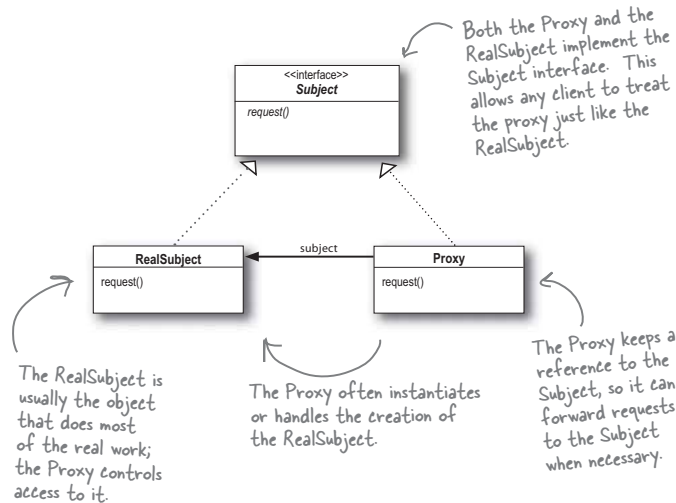 Both the Proxy and the
RealSubject implement the
Subject interface. This
allows any client to treat
the proxy just like the
RealSubject.
<<interface>>
Subject
request()
RealSubject
request()
subject
Proxy
request()
The RealSubject is
usually the object
that does most
of the real work;
the Proxy controls
access to it.
The Proxy often instantiates
or handles the creation of
the RealSubject.
The Proxy keeps a
reference to the
Subject, so it can
forward requests
to the Subject
when necessary.